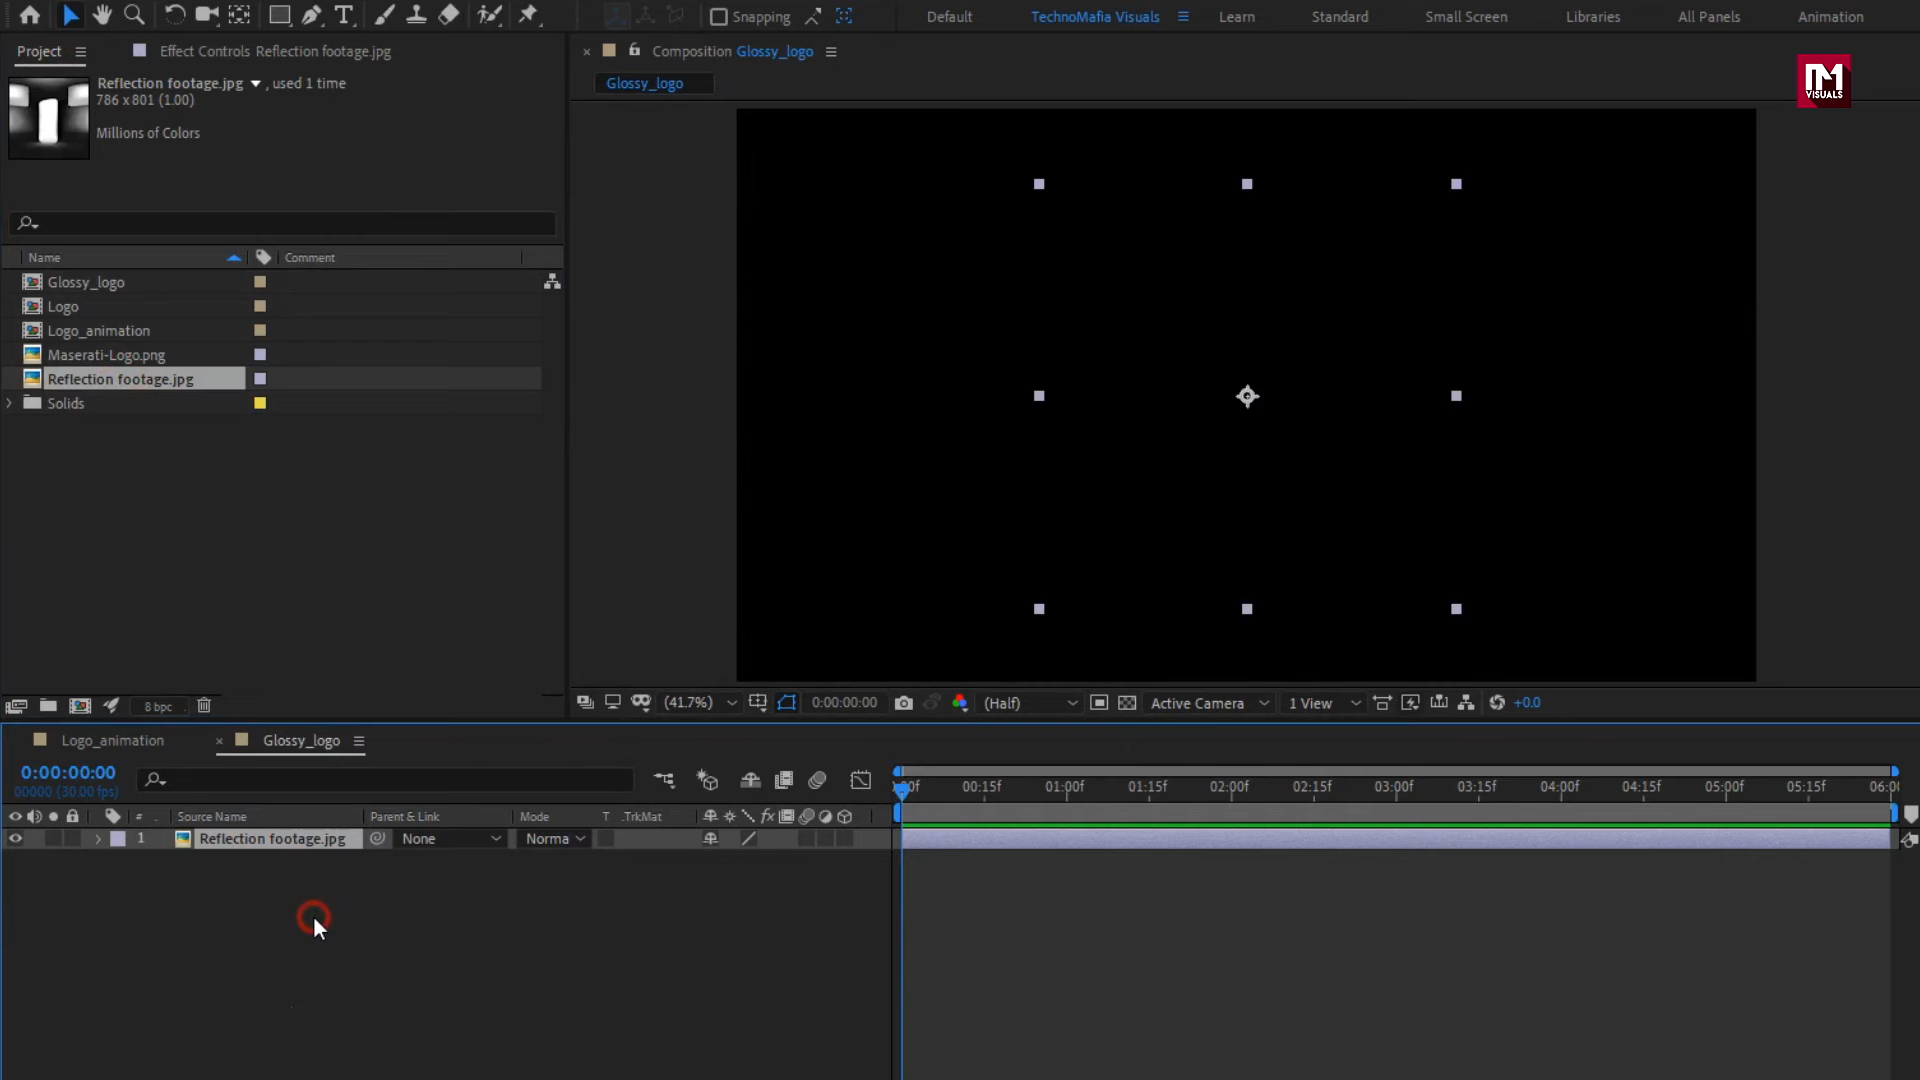 Snapping
Default
TechnoMafia Visuals
Learn
Standard
Small Screen
Libraries
All Panels
Animation
Project
Effect Controls Reflection footage.jpg
Composition Glossy_logo
Reflection footage.jpg , used 1 time
786 x 801 (1.00)
Millions of Colors
Glossy_logo
VISUALS
Name
Comment
Glossy_logo
Logo
Logo_animation
Maserati-Logo.png
Reflection footage.jpg
Solids
8 bpc
(41.7%)
0:00:00:00
(Half)
Active Camera
1 View
+0.0
Logo_animation
Glossy_logo
0:00:00:00
00000 (30.00 fps)
00f 00:15f 01:00f 01:15f 02:00f 02:15f 03:00f 03:15f 04:00f 04:15f 05:00f 05:15f 06:00
# . Source Name Parent & Link Mode T .TrkMat fx
1 Reflection footage.jpg None Norma